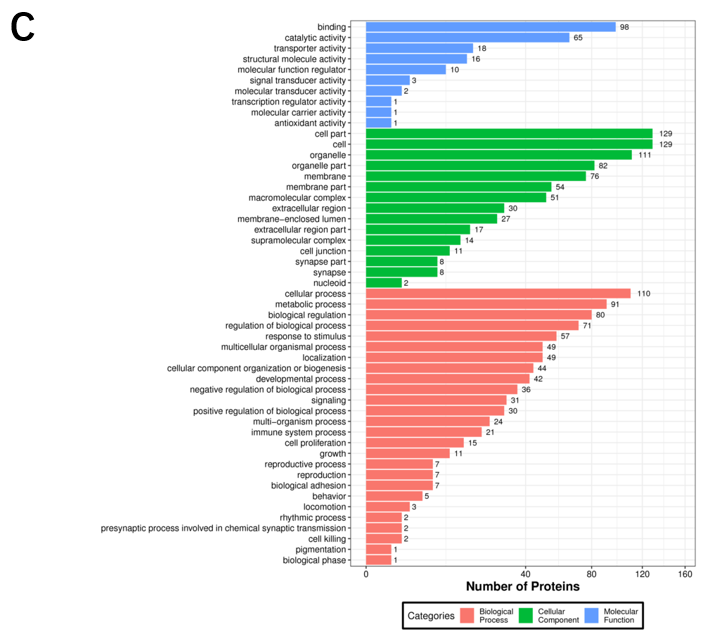 C
binding 98
catalytic activity 65
transporter activity 18
structural molecule activity 16
molecular function regulator 10
signal transducer activity 3
molecular transducer activity 2
transcription regulator activity 1
molecular carrier activity 1
antioxidant activity 1
cell part 129
cell 129
organelle 111
organelle part 82
membrane 76
membrane part 54
macromolecular complex 51
extracellular region 30
membrane−enclosed lumen 27
extracellular region part 17
supramolecular complex 14
cell junction 11
synapse part 8
synapse 8
nucleoid 2
cellular process 110
metabolic process 91
biological regulation 80
regulation of biological process 71
response to stimulus 57
multicellular organismal process 49
localization 49
cellular component organization or biogenesis 44
developmental process 42
negative regulation of biological process 36
signaling 31
positive regulation of biological process 30
multi−organism process 24
immune system process 21
cell proliferation 15
growth 11
reproductive process 7
reproduction 7
biological adhesion 7
behavior 5
locomotion 3
rhythmic process 2
presynaptic process involved in chemical synaptic transmission 2
cell killing 2
pigmentation 1
biological phase 1
0 40 80 120 160
Number of Proteins
Categories
Biological
Process
Cellular
Component
Molecular
Function